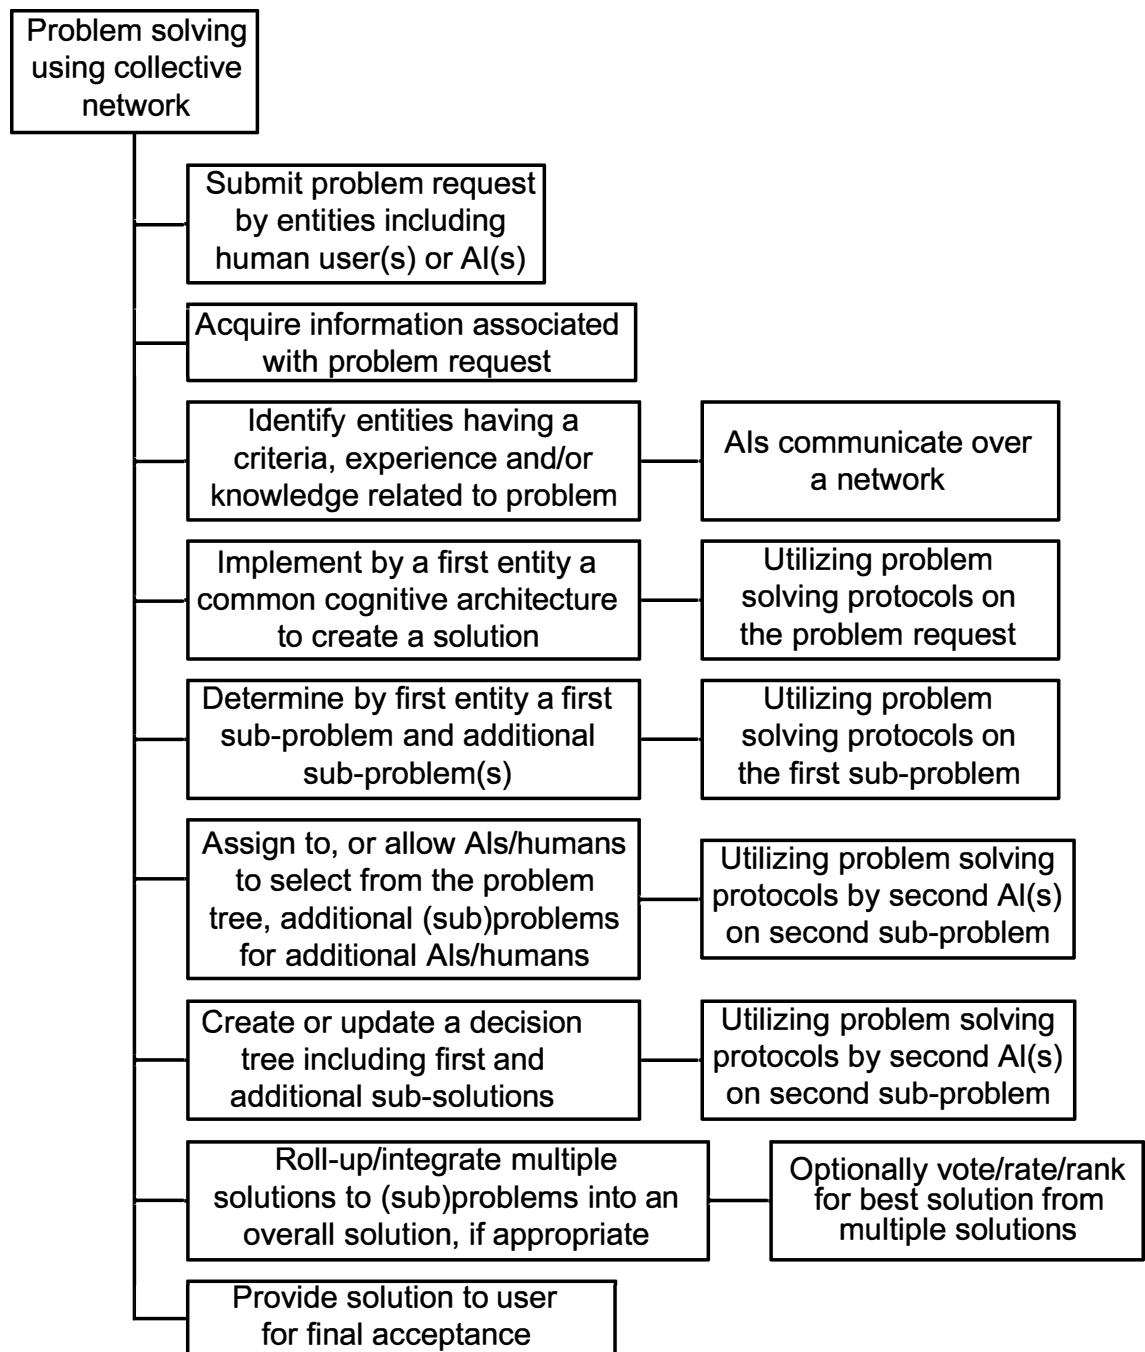 Problem solving
using collective
network
Submit problem request
by entities including
human user(s) or AI(s)
Acquire information associated
with problem request
Identify entities having a
criteria, experience and/or
knowledge related to problem
AIs communicate over
a network
Implement by a first entity a
common cognitive architecture
to create a solution
Utilizing problem
solving protocols on
the problem request
Determine by first entity a first
sub-problem and additional
sub-problem(s)
Utilizing problem
solving protocols on
the first sub-problem
Assign to, or allow AIs/humans
to select from the problem
tree, additional (sub)problems
for additional AIs/humans
Utilizing problem solving
protocols by second AI(s)
on second sub-problem
Create or update a decision
tree including first and
additional sub-solutions
Utilizing problem solving
protocols by second AI(s)
on second sub-problem
Roll-up/integrate multiple
solutions to (sub)problems into an
overall solution, if appropriate
Optionally vote/rate/rank
for best solution from
multiple solutions
Provide solution to user
for final acceptance